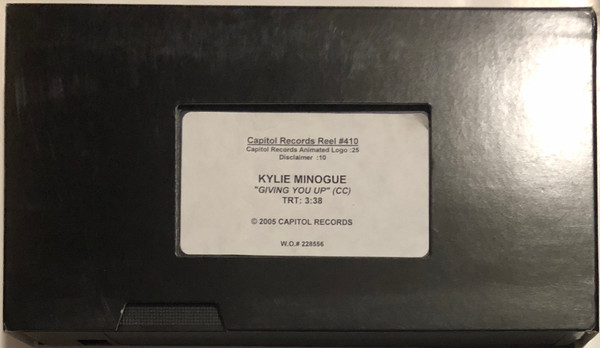 Capitol Records Reel #410
Capitol Records Animated Logo :25
Disclaimer :10
KYLIE MINOGUE
"GIVING YOU UP" (CC)
TRT: 3:38
© 2005 CAPITOL RECORDS
W.O.# 228556